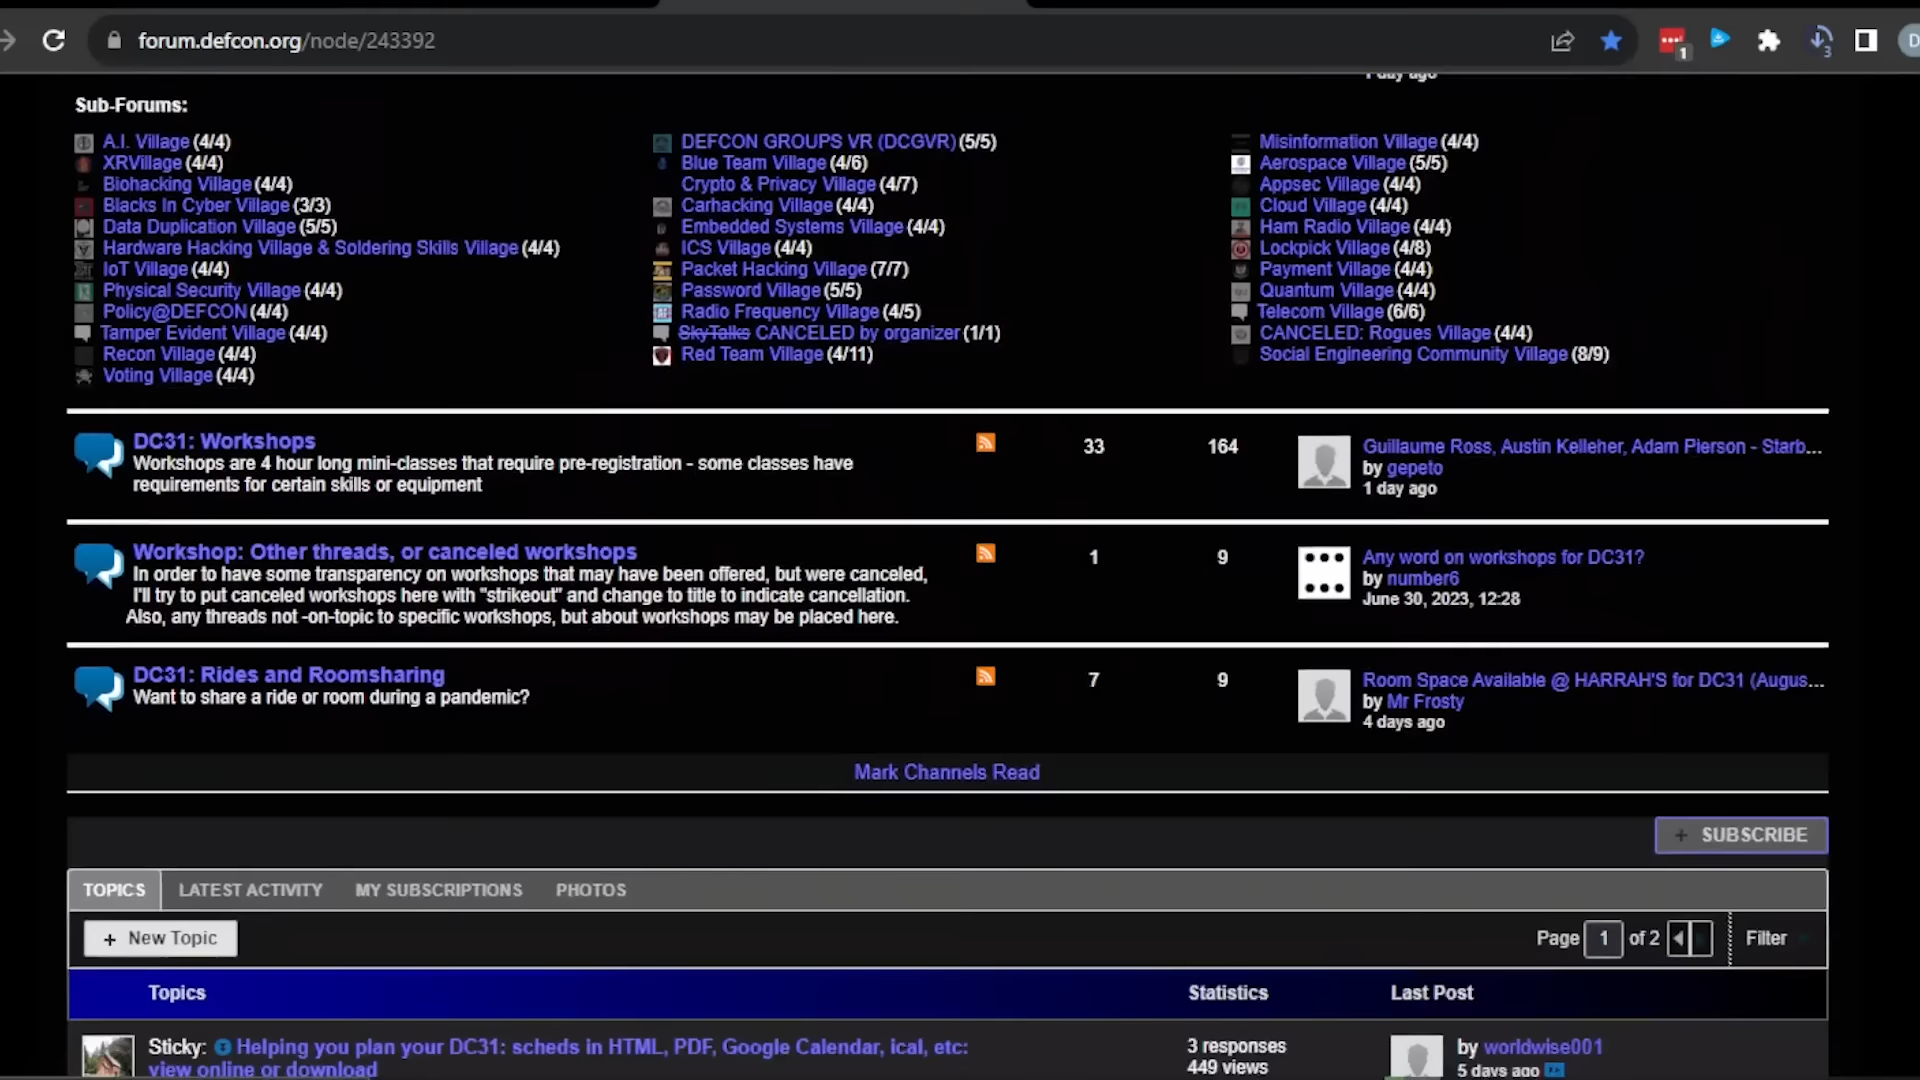 forum.defcon.org/node/243392
1
3
D
1 day ago
Sub-Forums:
A.I. Village (4/4)
XRVillage (4/4)
Biohacking Village (4/4)
Blacks In Cyber Village (3/3)
Data Duplication Village (5/5)
Hardware Hacking Village & Soldering Skills Village (4/4)
IoT Village (4/4)
Physical Security Village (4/4)
Policy@DEFCON (4/4)
Tamper Evident Village (4/4)
Recon Village (4/4)
Voting Village (4/4)
DEFCON GROUPS VR (DCGVR) (5/5)
Blue Team Village (4/6)
Crypto & Privacy Village (4/7)
Carhacking Village (4/4)
Embedded Systems Village (4/4)
ICS Village (4/4)
Packet Hacking Village (7/7)
Password Village (5/5)
Radio Frequency Village (4/5)
SkyTalks CANCELED by organizer (1/1)
Red Team Village (4/11)
Misinformation Village (4/4)
Aerospace Village (5/5)
Appsec Village (4/4)
Cloud Village (4/4)
Ham Radio Village (4/4)
Lockpick Village (4/8)
Payment Village (4/4)
Quantum Village (4/4)
Telecom Village (6/6)
CANCELED: Rogues Village (4/4)
Social Engineering Community Village (8/9)
DC31: Workshops
Workshops are 4 hour long mini-classes that require pre-registration - some classes have
requirements for certain skills or equipment
33
164
Guillaume Ross, Austin Kelleher, Adam Pierson - Starb...
by gepeto
1 day ago
Workshop: Other threads, or canceled workshops
In order to have some transparency on workshops that may have been offered, but were canceled,
I'll try to put canceled workshops here with "strikeout" and change to title to indicate cancellation.
Also, any threads not -on-topic to specific workshops, but about workshops may be placed here.
1
9
Any word on workshops for DC31?
by number6
June 30, 2023, 12:28
DC31: Rides and Roomsharing
Want to share a ride or room during a pandemic?
7
9
Room Space Available @ HARRAH'S for DC31 (Augus...
by Mr Frosty
4 days ago
Mark Channels Read
+ SUBSCRIBE
TOPICS LATEST ACTIVITY MY SUBSCRIPTIONS PHOTOS
+ New Topic
Page 1 of 2
Filter
Topics Statistics Last Post
Sticky: Helping you plan your DC31: scheds in HTML, PDF, Google Calendar, ical, etc:
view online or download
3 responses
449 views
by worldwise001
5 days ago